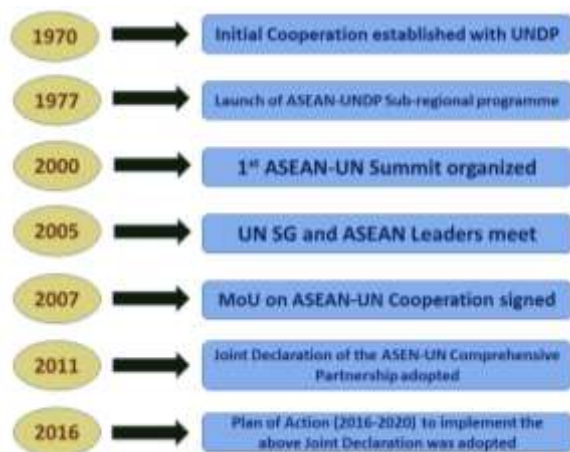 1970
Initial Cooperation established with UNDP
1977
Launch of ASEAN-UNDP Sub-regional programme
2000
1st ASEAN-UN Summit organized
2005
UN SG and ASEAN Leaders meet
2007
MoU on ASEAN-UN Cooperation signed
2011
Joint Declaration of the ASEN-UN Comprehensive
Partnership adopted
2016
Plan of Action (2016-2020) to implement the
above Joint Declaration was adopted